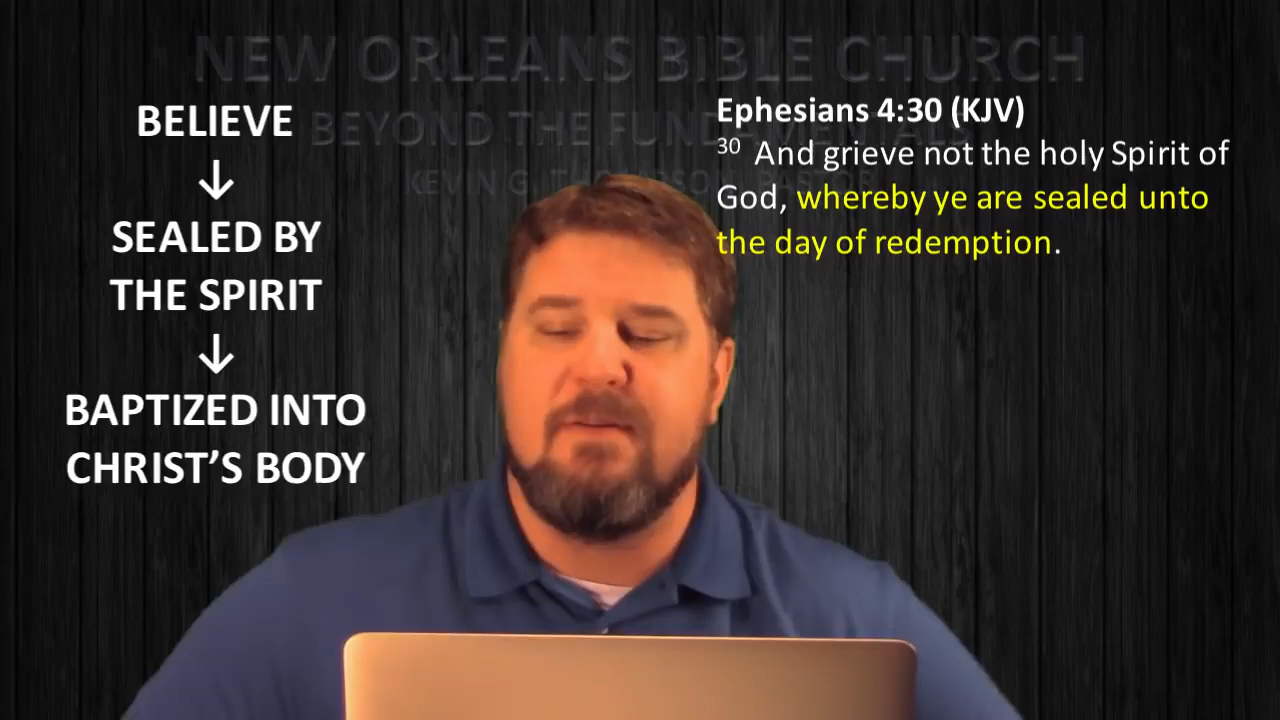 NEW ORLEANS BIBLE CHURCH
BEYOND THE FUNDAMENTALS
BELIEVE
↓
SEALED BY
THE SPIRIT
↓
BAPTIZED INTO
CHRIST’S BODY
Ephesians 4:30 (KJV)
30 And grieve not the holy Spirit of
God, whereby ye are sealed unto
the day of redemption.